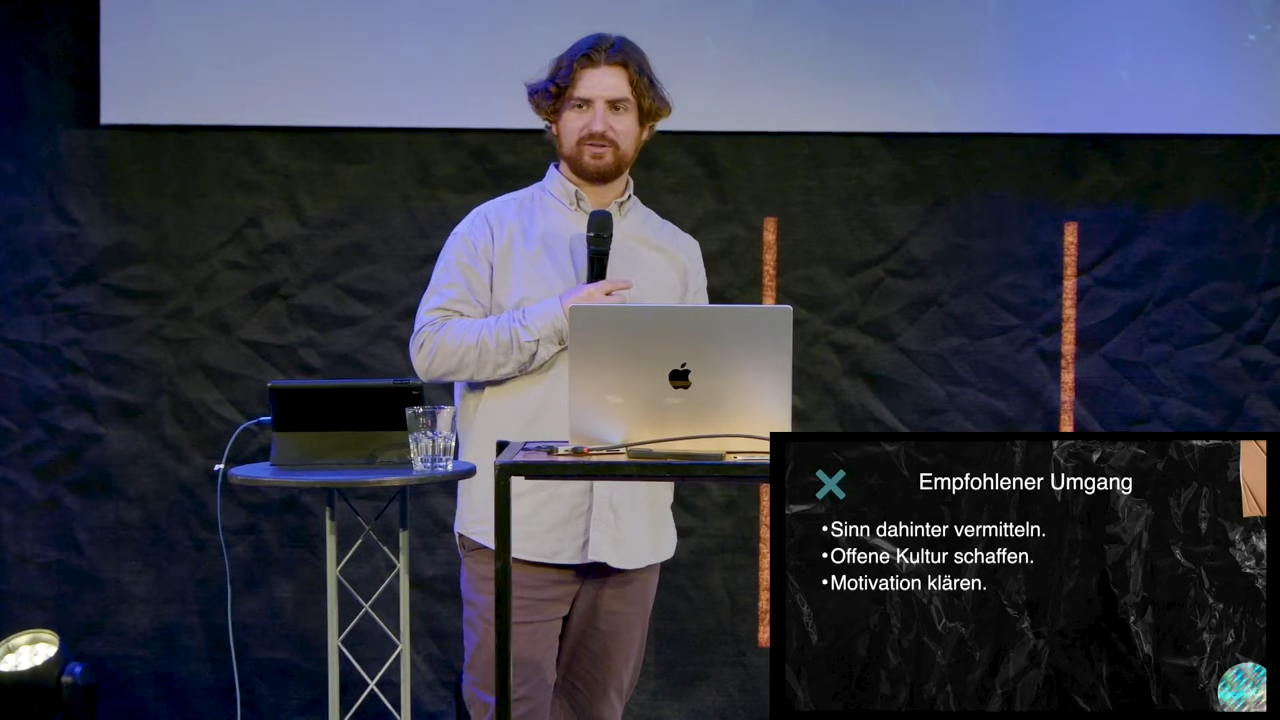 Empfohlener Umgang
•Sinn dahinter vermitteln.
•Offene Kultur schaffen.
•Motivation klären.